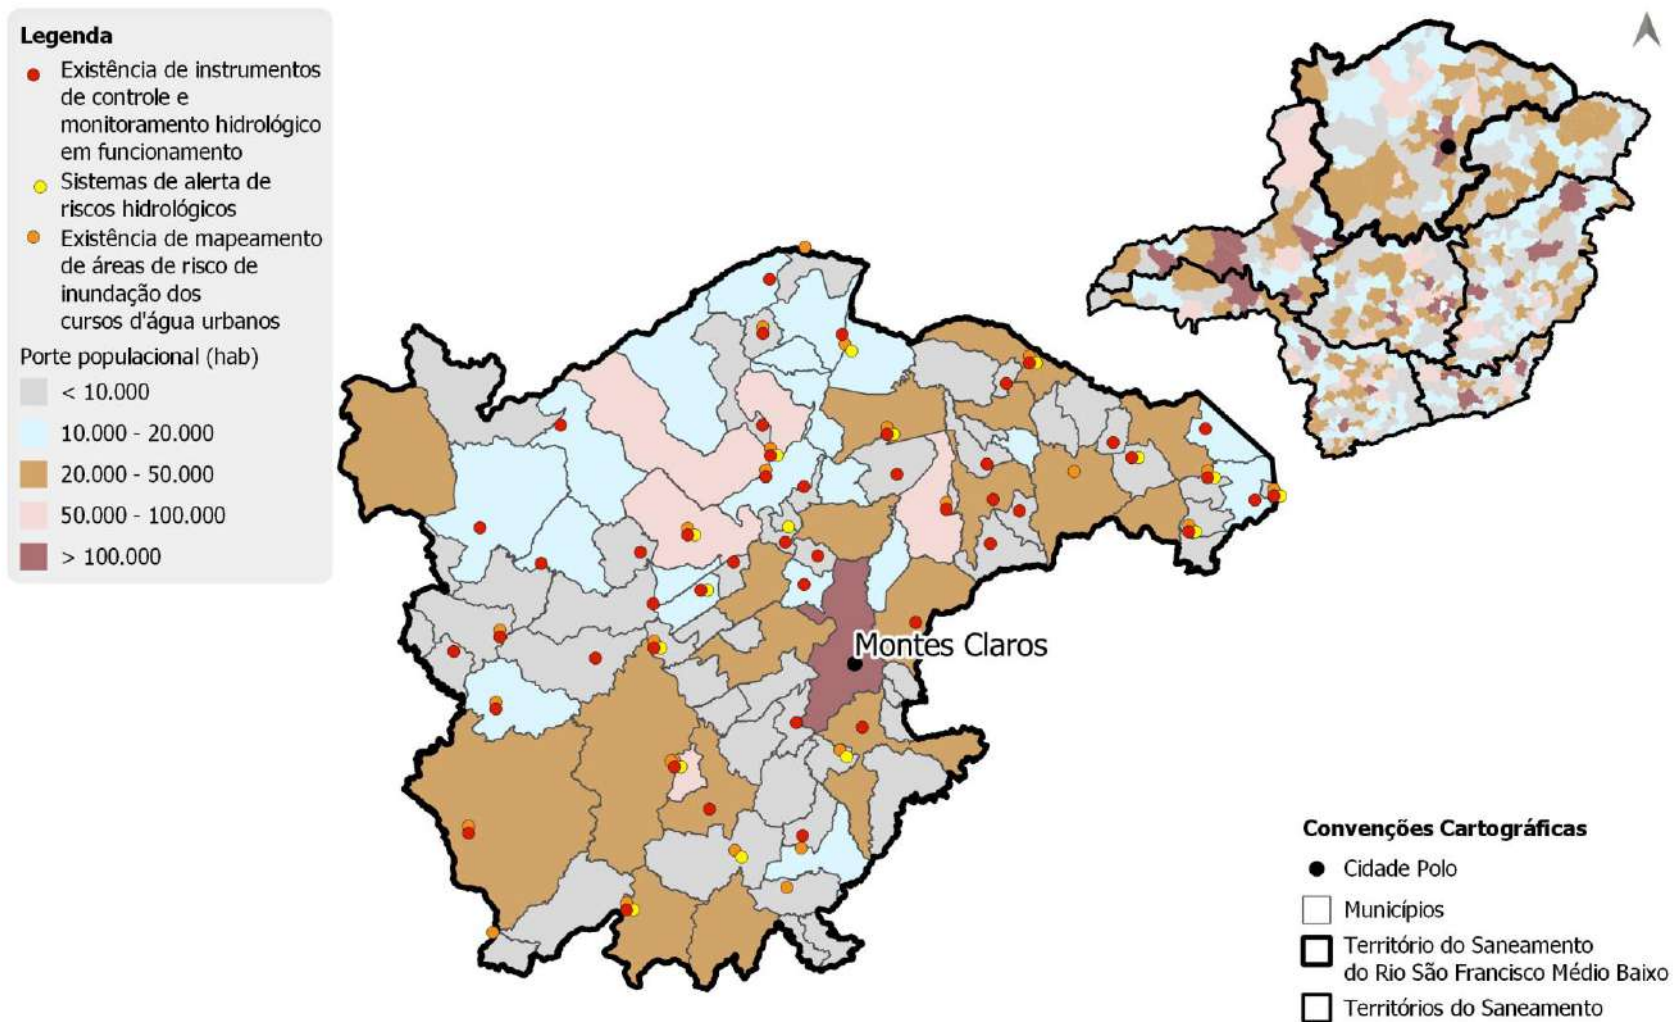 Legenda
Existência de instrumentos
de controle e
monitoramento hidrológico
em funcionamento
Sistemas de alerta de
riscos hidrológicos
Existência de mapeamento
de áreas de risco de
inundação dos
cursos d'água urbanos
Porte populacional (hab)
< 10.000
10.000 - 20.000
20.000 - 50.000
50.000 - 100.000
> 100.000
Montes Claros
Convenções Cartográficas
Cidade Polo
Municípios
Território do Saneamento
do Rio São Francisco Médio Baixo
Territórios do Saneamento